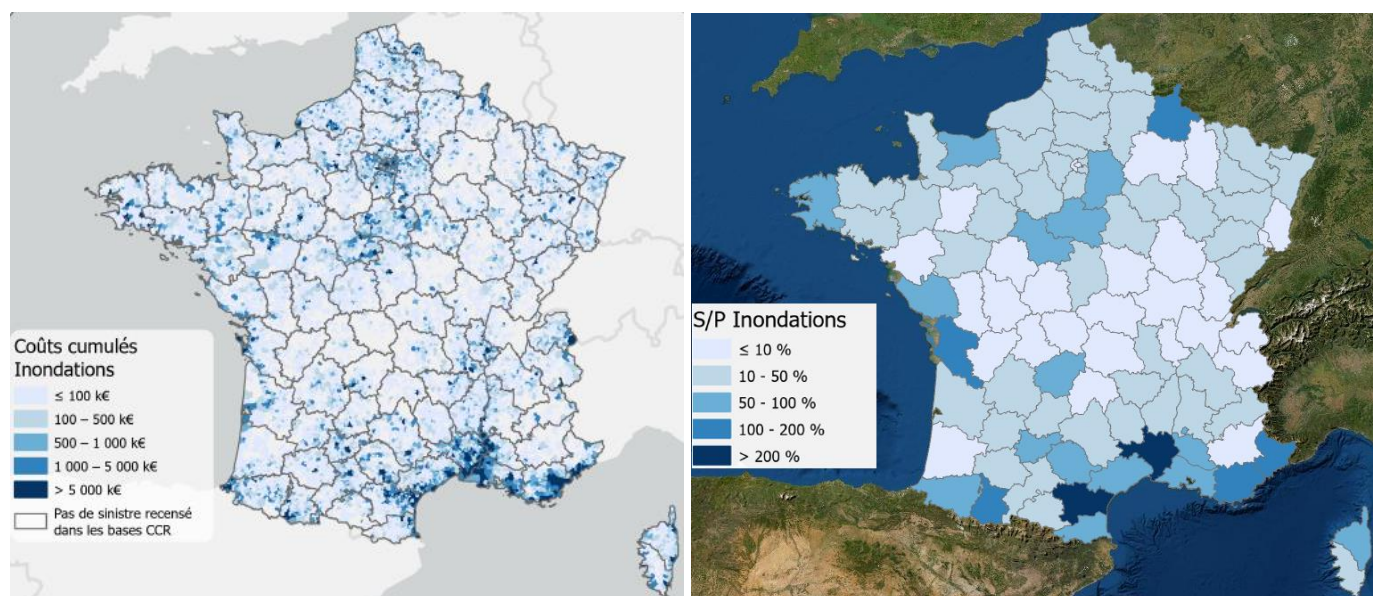 Coûts cumulés
Inondations
≤ 100 k€
100 – 500 k€
500 – 1 000 k€
1 000 – 5 000 k€
> 5 000 k€
Pas de sinistre recensé
dans les bases CCR
S/P Inondations
≤ 10 %
10 - 50 %
50 - 100 %
100 - 200 %
> 200 %